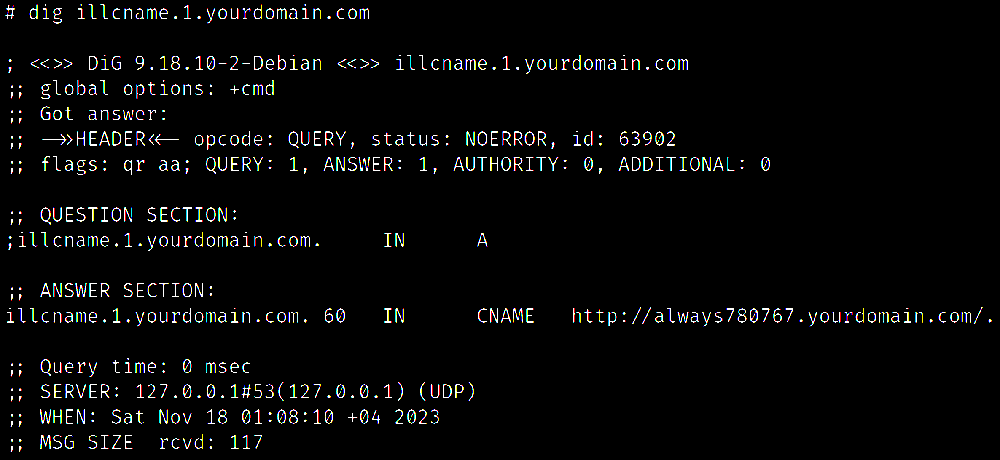 # dig illcname.1.yourdomain.com
; <<>> DiG 9.18.10-2-Debian <<>> illcname.1.yourdomain.com
;; global options: +cmd
;; Got answer:
;; ->>HEADER<<- opcode: QUERY, status: NOERROR, id: 63902
;; flags: qr aa; QUERY: 1, ANSWER: 1, AUTHORITY: 0, ADDITIONAL: 0
;; QUESTION SECTION:
;illcname.1.yourdomain.com. IN A
;; ANSWER SECTION:
illcname.1.yourdomain.com. 60 IN CNAME http://always780767.yourdomain.com/.
;; Query time: 0 msec
;; SERVER: 127.0.0.1#53(127.0.0.1) (UDP)
;; WHEN: Sat Nov 18 01:08:10 +04 2023
;; MSG SIZE  rcvd: 117